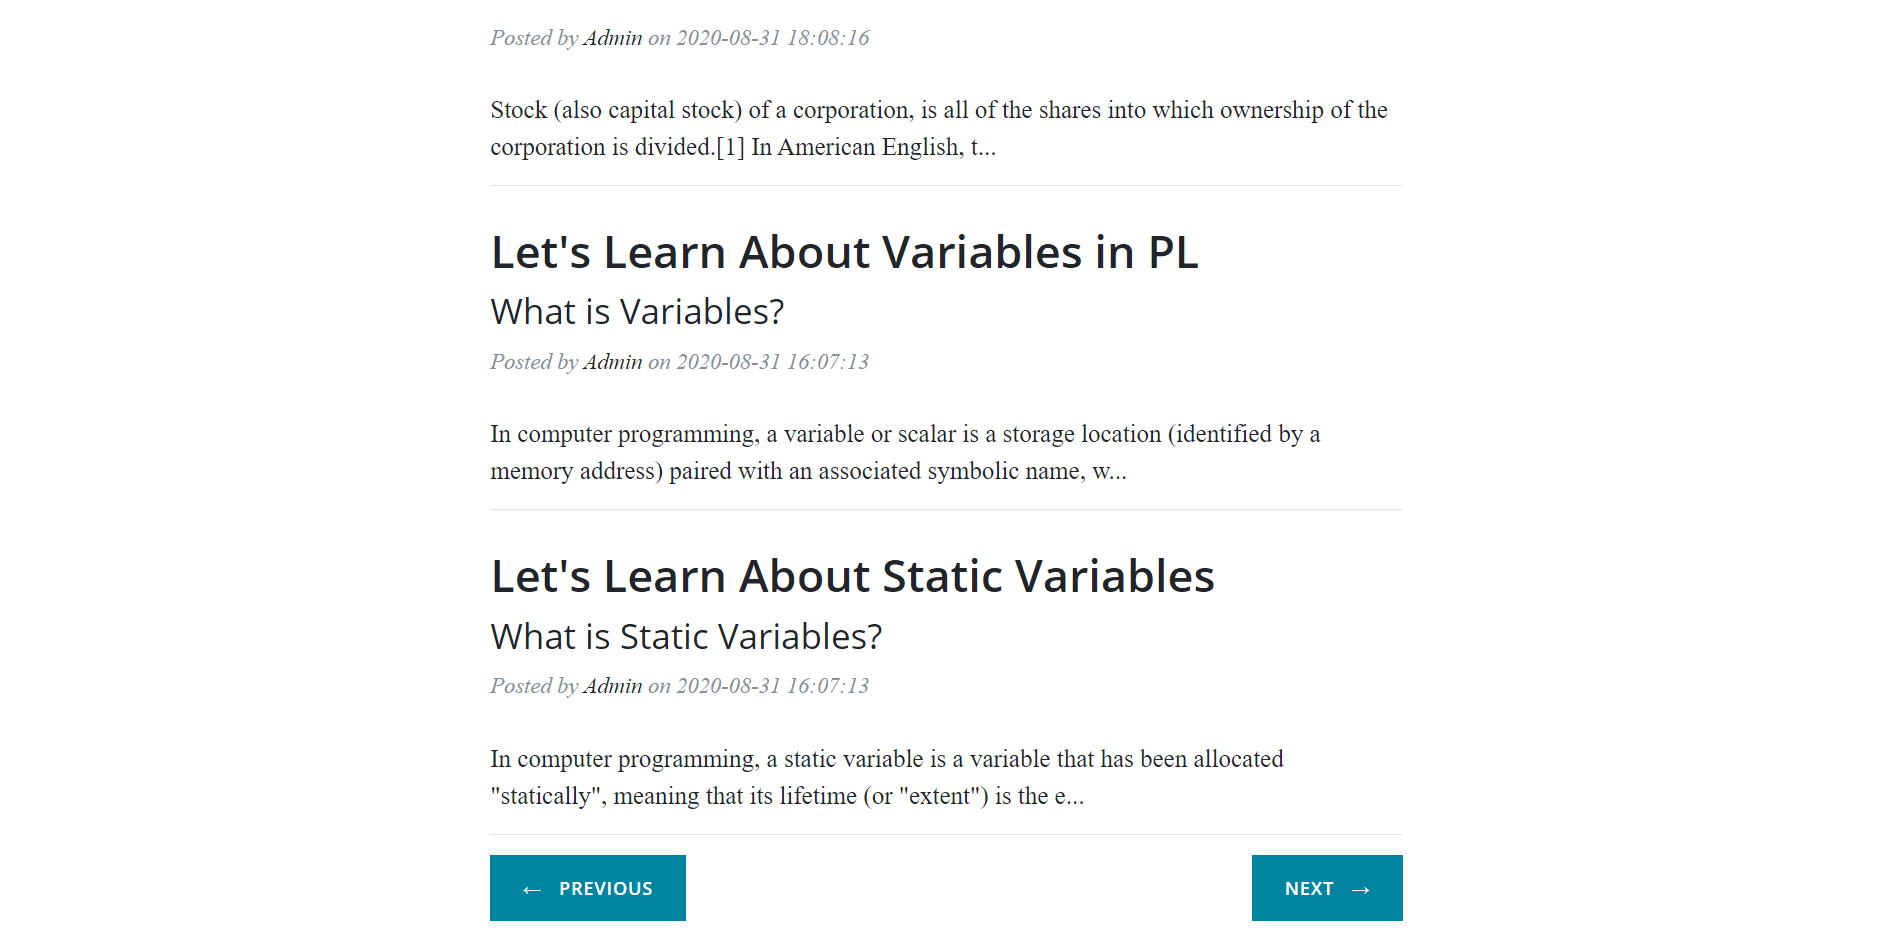 Posted by Admin on 2020-08-31 18:08:16
Stock (also capital stock) of a corporation, is all of the shares into which ownership of the
corporation is divided.[1] In American English, t...
Let's Learn About Variables in PL
What is Variables?
Posted by Admin on 2020-08-31 16:07:13
In computer programming, a variable or scalar is a storage location (identified by a
memory address) paired with an associated symbolic name, w...
Let's Learn About Static Variables
What is Static Variables?
Posted by Admin on 2020-08-31 16:07:13
In computer programming, a static variable is a variable that has been allocated
"statically", meaning that its lifetime (or "extent") is the e...
← PREVIOUS
NEXT →